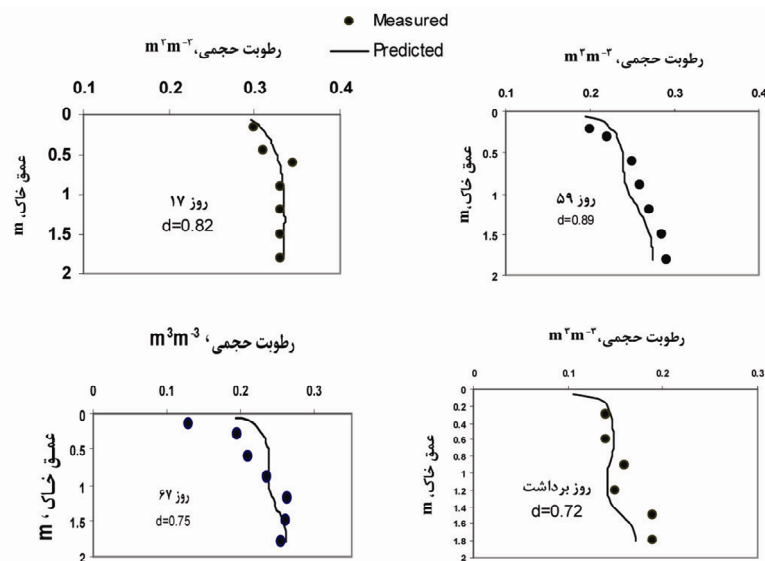 Measured
Predicted
رطوبت حجمی، m³m⁻³
0.1 0.2 0.3 0.4
0
0.5
1
1.5
2
عمق خاک، m
روز ۱۷
d=0.82
رطوبت حجمی، m³m⁻³
0.1 0.2 0.3 0.4
0
0.5
1
1.5
2
عمق خاک، m
روز ۵۹
d=0.89
رطوبت حجمی، m³m⁻³
0 0.1 0.2 0.3
0
0.5
1
1.5
2
عمق خاک، m
روز ۶۷
d=0.75
رطوبت حجمی، m³m⁻³
0 0.1 0.2 0.3
0
0.2
0.4
0.6
0.8
1
1.2
1.4
1.6
1.8
2
عمق خاک، m
روز برداشت
d=0.72